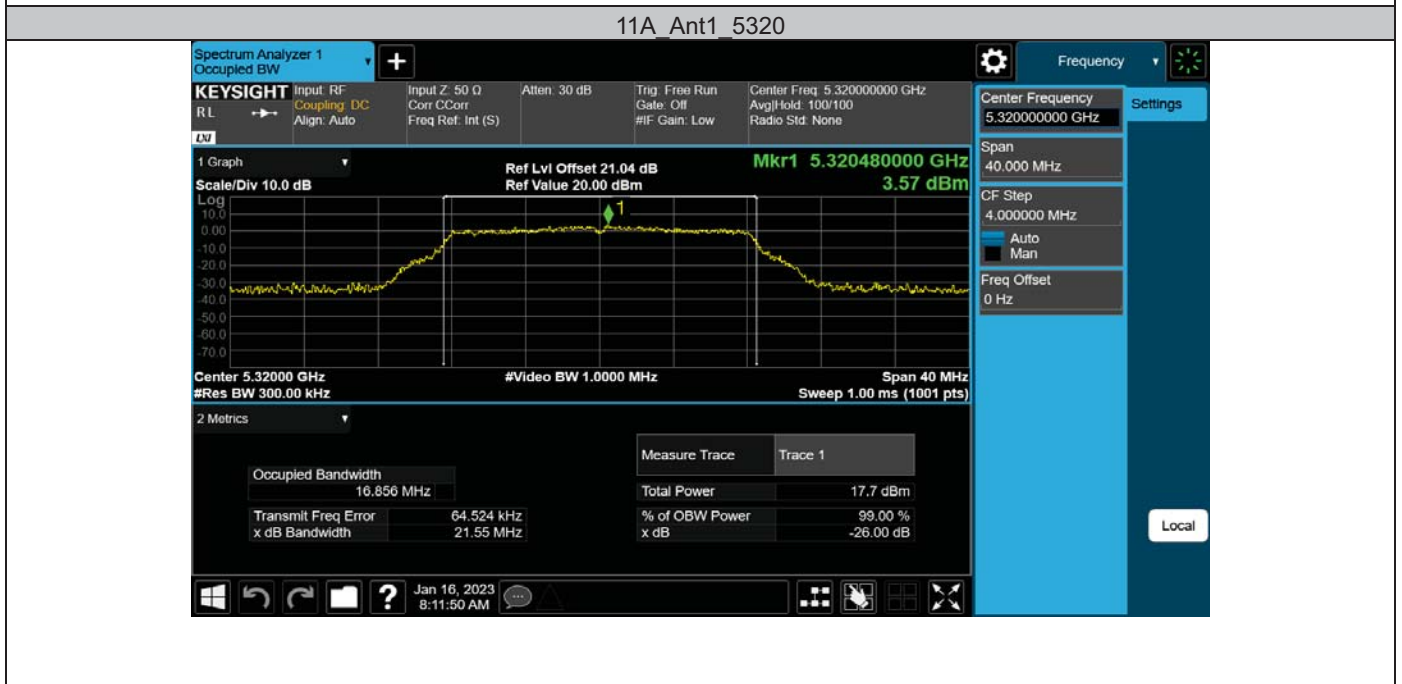 11A_Ant1_5320
Spectrum Analyzer 1
Occupied BW
+
Frequency
KEYSIGHT
RL
LXI
Input: RF
Coupling: DC
Align: Auto
Input Z: 50 Ω
Corr CCorr
Freq Ref: Int (S)
Atten: 30 dB
Trig: Free Run
Gate: Off
#IF Gain: Low
Center Freq: 5.320000000 GHz
Avg|Hold: 100/100
Radio Std: None
Center Frequency
5.320000000 GHz
Settings
Span
40.000 MHz
CF Step
4.000000 MHz
Auto
Man
Freq Offset
0 Hz
Local
1 Graph
Scale/Div 10.0 dB
Ref Lvl Offset 21.04 dB
Ref Value 20.00 dBm
Mkr1 5.320480000 GHz
3.57 dBm
Log
10.0
0.00
-10.0
-20.0
-30.0
-40.0
-50.0
-60.0
-70.0
1
Center 5.32000 GHz
#Res BW 300.00 kHz
#Video BW 1.0000 MHz
Span 40 MHz
Sweep 1.00 ms (1001 pts)
2 Metrics
Measure Trace Trace 1
Occupied Bandwidth
16.856 MHz
Total Power 17.7 dBm
Transmit Freq Error 64.524 kHz
% of OBW Power 99.00 %
x dB Bandwidth 21.55 MHz
x dB -26.00 dB
?
Jan 16, 2023
8:11:50 AM